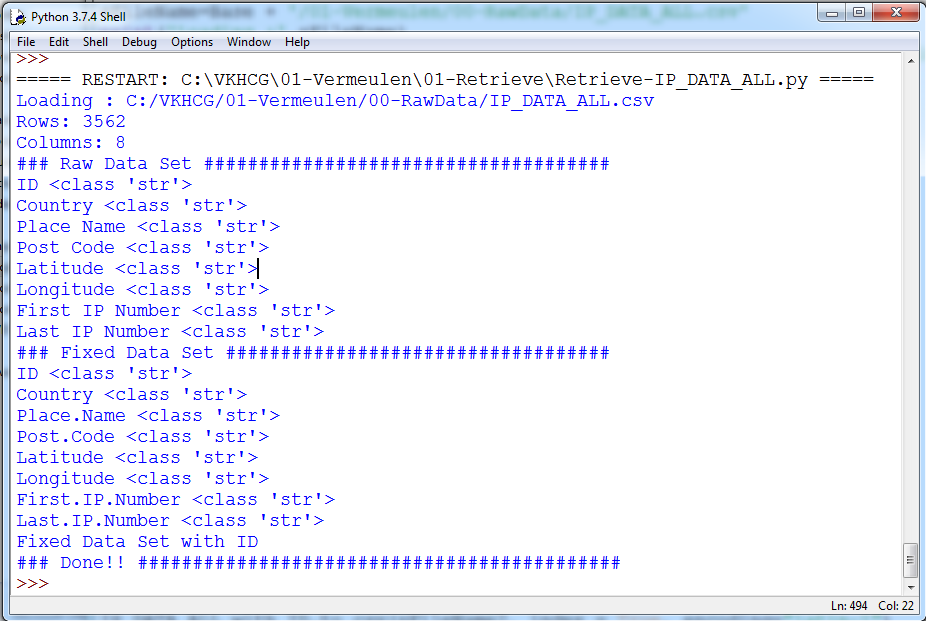 Python 3.7.4 Shell
File Edit Shell Debug Options Window Help
>>>
===== RESTART: C:\VKHCG\01-Vermeulen\01-Retrieve\Retrieve-IP_DATA_ALL.py =====
Loading : C:/VKHCG/01-Vermeulen/00-RawData/IP_DATA_ALL.csv
Rows: 3562
Columns: 8
### Raw Data Set #####################################
ID <class 'str'>
Country <class 'str'>
Place Name <class 'str'>
Post Code <class 'str'>
Latitude <class 'str'>
Longitude <class 'str'>
First IP Number <class 'str'>
Last IP Number <class 'str'>
### Fixed Data Set ###################################
ID <class 'str'>
Country <class 'str'>
Place.Name <class 'str'>
Post.Code <class 'str'>
Latitude <class 'str'>
Longitude <class 'str'>
First.IP.Number <class 'str'>
Last.IP.Number <class 'str'>
Fixed Data Set with ID
### Done!! ############################################
>>>
Ln: 494 Col: 22